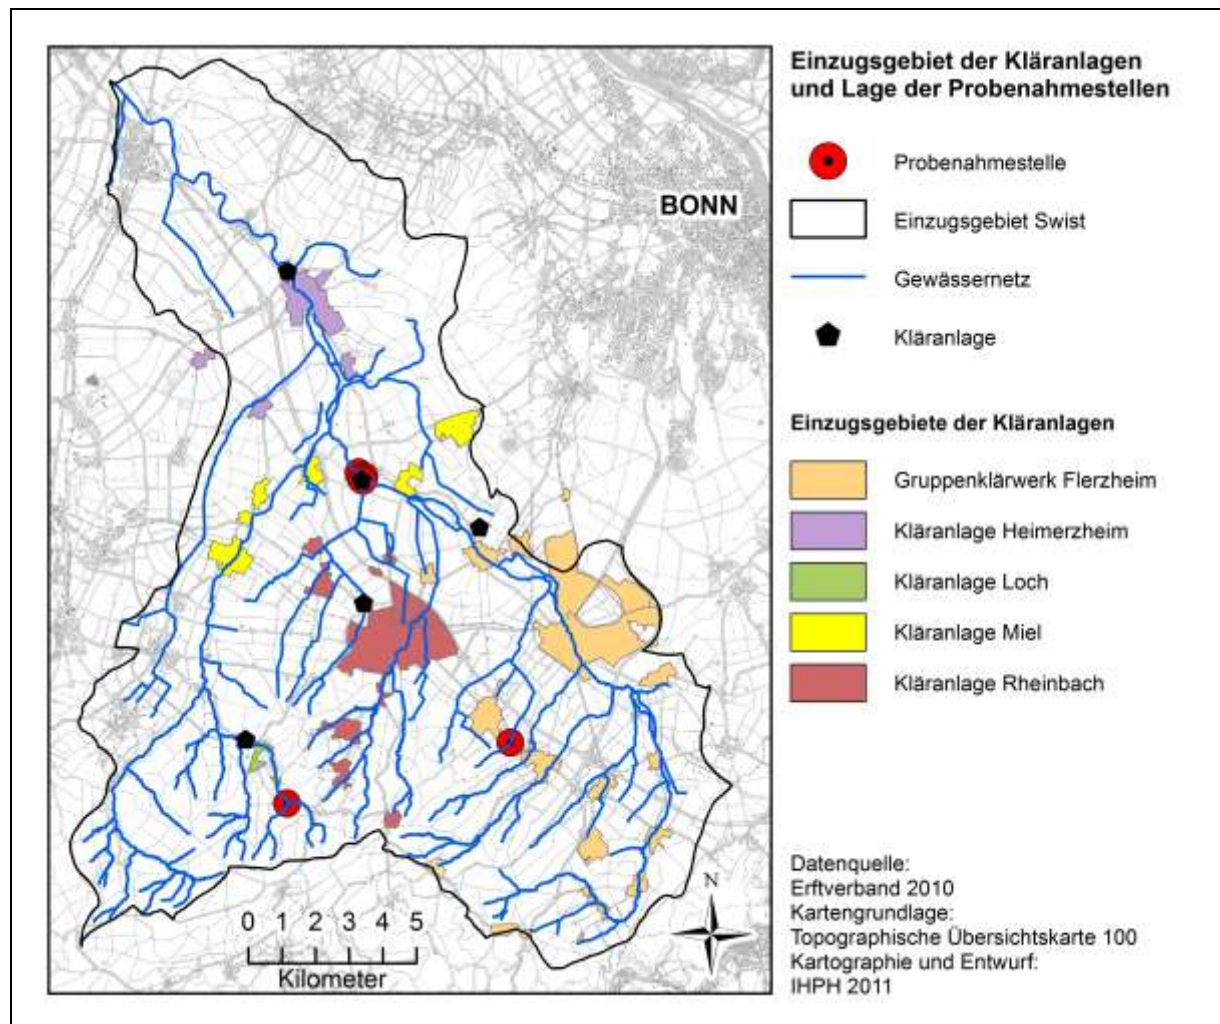 Einzugsgebiet der Kläranlagen
und Lage der Probenahmestellen
Probenahmestelle
Einzugsgebiet Swist
Gewässernetz
Kläranlage
Einzugsgebiete der Kläranlagen
Gruppenklärwerk Flerzheim
Kläranlage Heimerzheim
Kläranlage Loch
Kläranlage Miel
Kläranlage Rheinbach
Datenquelle:
Erftverband 2010
Kartengrundlage:
Topographische Übersichtskarte 100
Kartographie und Entwurf:
IHPH 2011
BONN
N
0 1 2 3 4 5
Kilometer